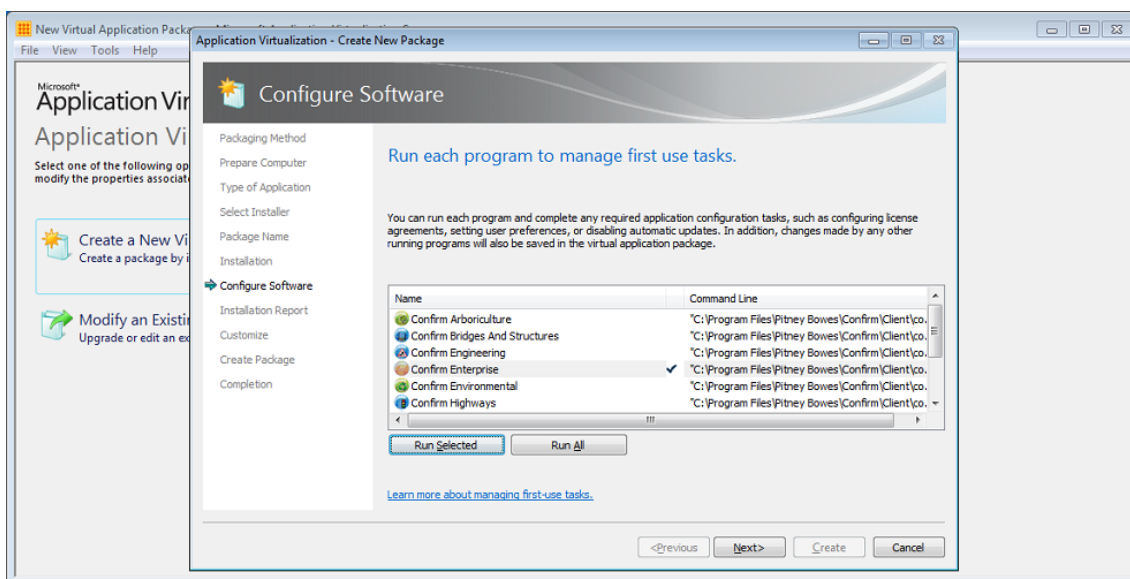 New Virtual Application Packa
File View Tools Help
Microsoft®
Application Vir
Application Vi
Select one of the following op
modify the properties associat
Create a New Vi
Create a package by i
Modify an Existin
Upgrade or edit an ex
Application Virtualization - Create New Package
Configure Software
Packaging Method
Prepare Computer
Type of Application
Select Installer
Package Name
Installation
Configure Software
Installation Report
Customize
Create Package
Completion
Run each program to manage first use tasks.
You can run each program and complete any required application configuration tasks, such as configuring license
agreements, setting user preferences, or disabling automatic updates. In addition, changes made by any other
running programs will also be saved in the virtual application package.
Name Command Line
Confirm Arboriculture "C:\Program Files\Pitney Bowes\Confirm\Client\co.
Confirm Bridges And Structures "C:\Program Files\Pitney Bowes\Confirm\Client\co.
Confirm Engineering "C:\Program Files\Pitney Bowes\Confirm\Client\co.
Confirm Enterprise ✔ "C:\Program Files\Pitney Bowes\Confirm\Client\co.
Confirm Environmental "C:\Program Files\Pitney Bowes\Confirm\Client\co.
Confirm Highways "C:\Program Files\Pitney Bowes\Confirm\Client\co.
Run Selected Run All
Learn more about managing first-use tasks.
<Previous Next> Create Cancel